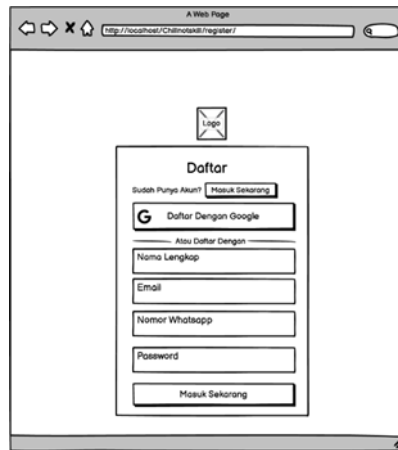 A Web Page
http://localhost/Chillnotskill/register/
Logo
Daftar
Sudah Punya Akun? Masuk Sekarang
G Daftar Dengan Google
Atau Daftar Dengan
Nama Lengkap
Email
Nomor Whatsapp
Password
Masuk Sekarang